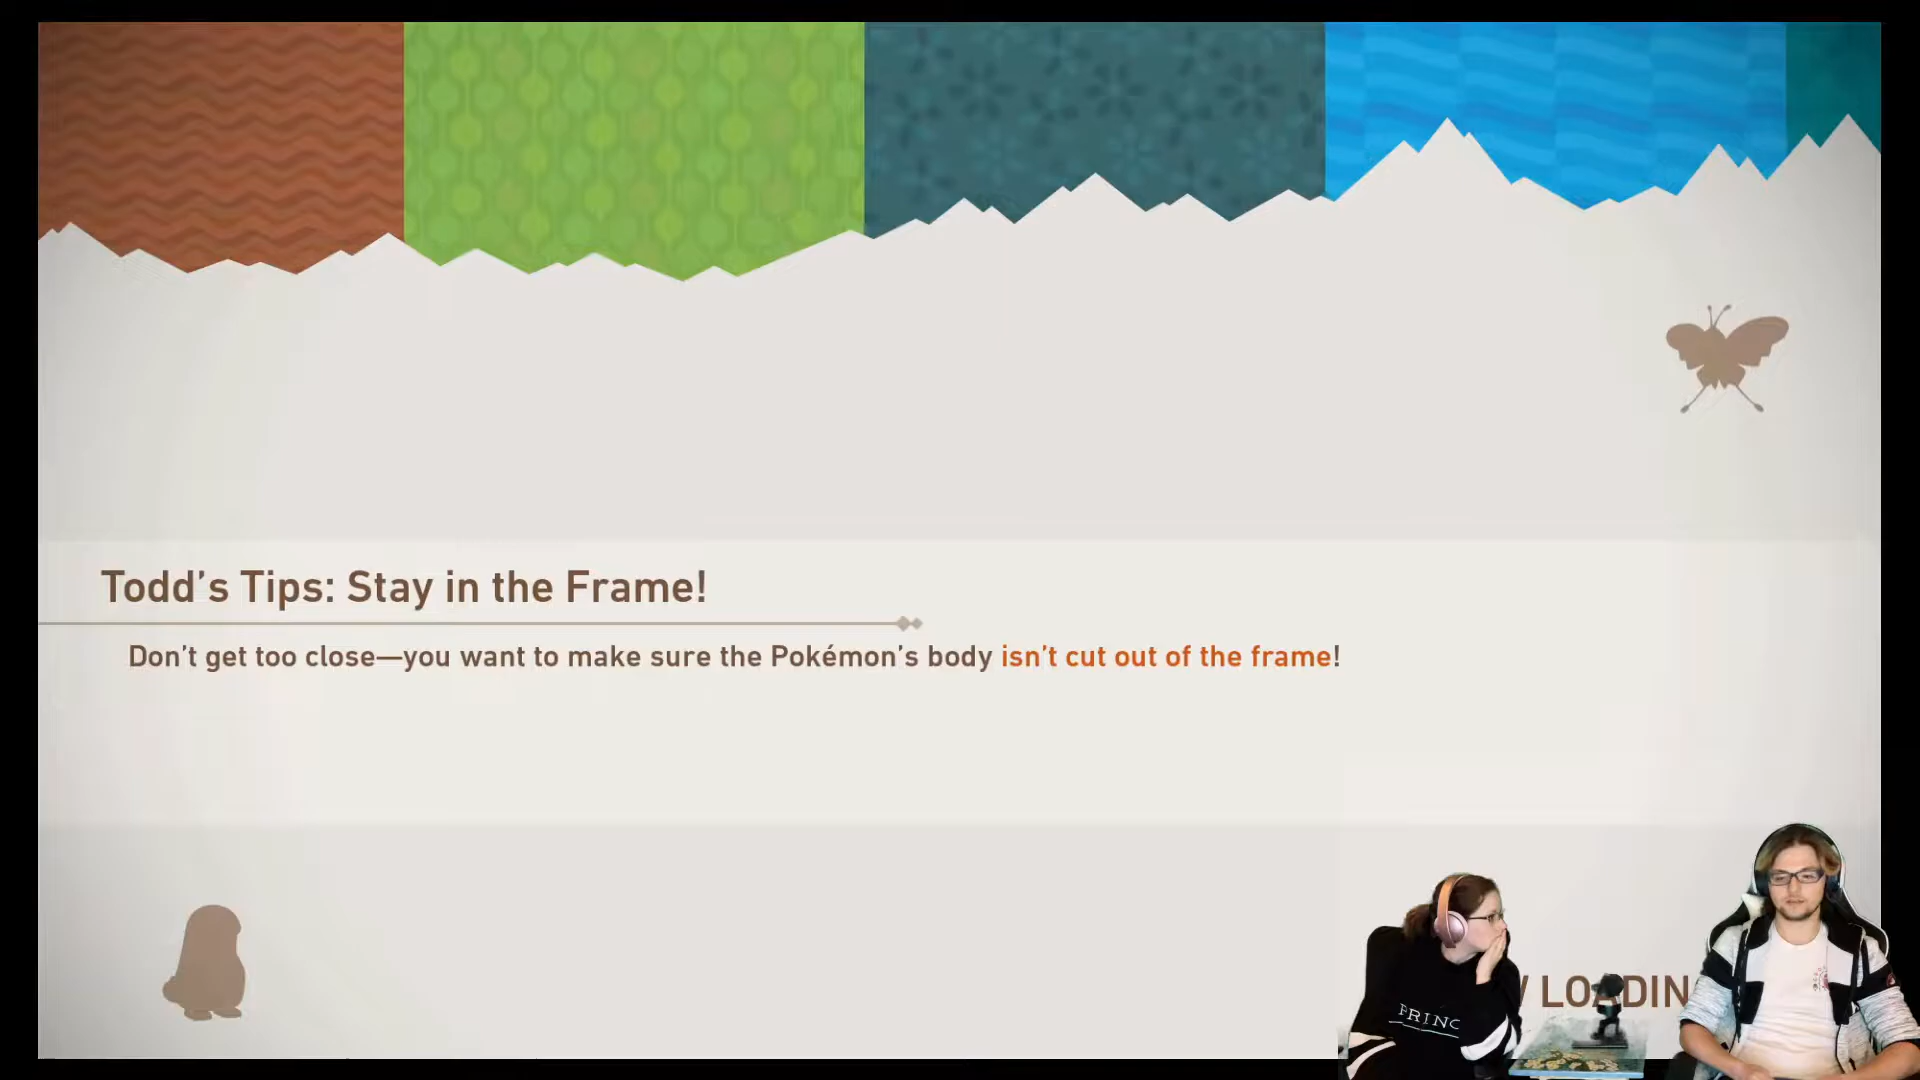 Todd's Tips: Stay in the Frame!
Don't get too close—you want to make sure the Pokémon's body isn't cut out of the frame!
LOADIN
PRINC